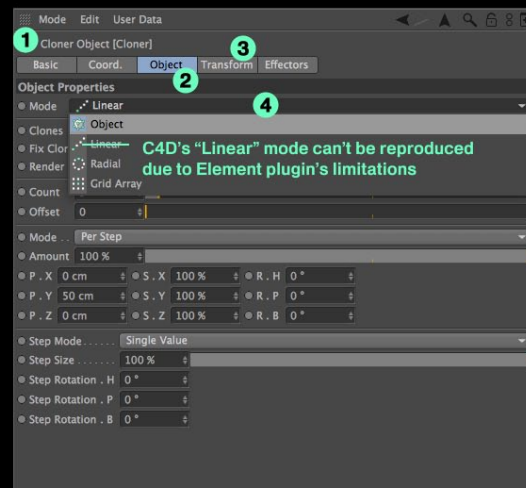 Mode Edit User Data
1
Cloner Object [Cloner]
3
Basic Coord. Object Transform Effectors
2
Object Properties
Mode Linear 4
Object
Clones Linear C4D's "Linear" mode can't be reproduced
Fix Clon due to Element plugin's limitations
Render Radial
Grid Array
Count
Offset 0
Mode . . Per Step
Amount 100 %
P . X 0 cm S . X 100 % R . H 0 °
P . Y 50 cm S . Y 100 % R . P 0 °
P . Z 0 cm S . Z 100 % R . B 0 °
Step Mode . . . . . . Single Value
Step Size . . . . . . . 100 %
Step Rotation . H 0 °
Step Rotation . P 0 °
Step Rotation . B 0 °